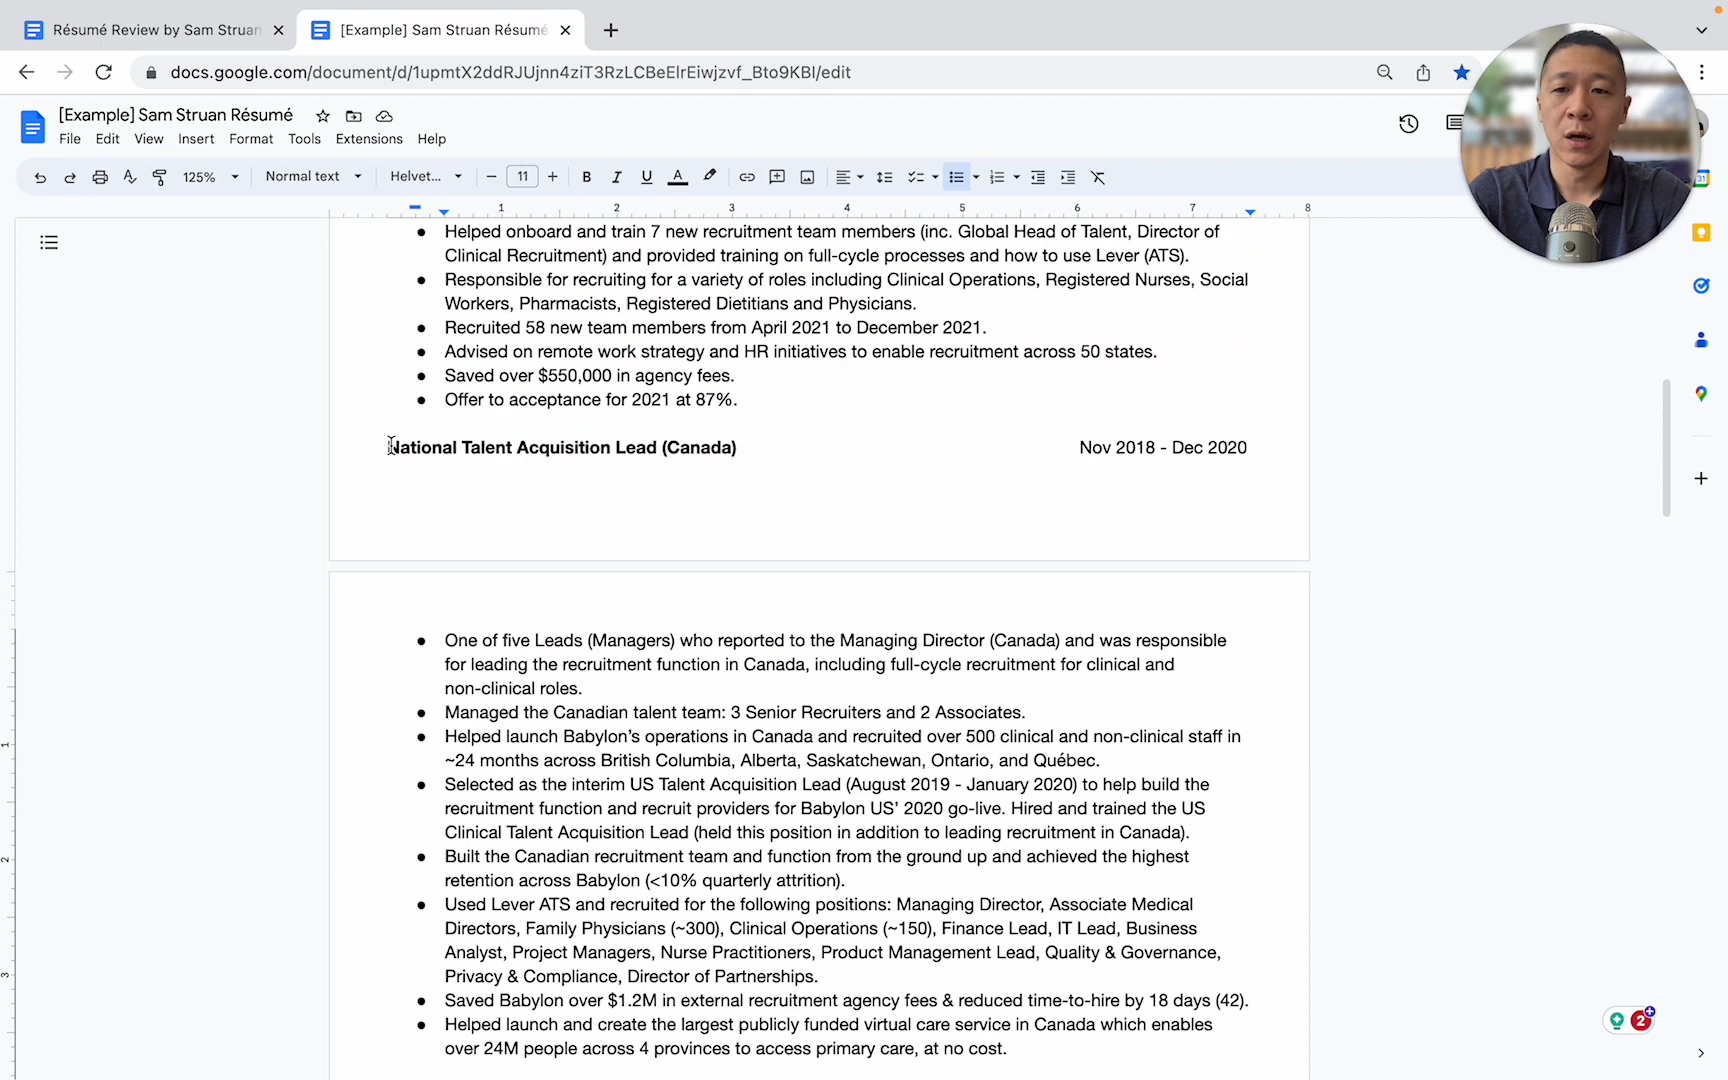 Résumé Review by Sam Struan
[Example] Sam Struan Résumé
docs.google.com/document/d/1upmtX2ddRJUjnn4ziT3RzLCBeElrEiwjzvf_Bto9KBI/edit
[Example] Sam Struan Résumé
File Edit View Insert Format Tools Extensions Help
125% Normal text Helvet... 11 B I U A
1 2 3 4 5 6 7 8
Helped onboard and train 7 new recruitment team members (inc. Global Head of Talent, Director of
Clinical Recruitment) and provided training on full-cycle processes and how to use Lever (ATS).
Responsible for recruiting for a variety of roles including Clinical Operations, Registered Nurses, Social
Workers, Pharmacists, Registered Dietitians and Physicians.
Recruited 58 new team members from April 2021 to December 2021.
Advised on remote work strategy and HR initiatives to enable recruitment across 50 states.
Saved over $550,000 in agency fees.
Offer to acceptance for 2021 at 87%.
National Talent Acquisition Lead (Canada) Nov 2018 - Dec 2020
One of five Leads (Managers) who reported to the Managing Director (Canada) and was responsible
for leading the recruitment function in Canada, including full-cycle recruitment for clinical and
non-clinical roles.
Managed the Canadian talent team: 3 Senior Recruiters and 2 Associates.
Helped launch Babylon’s operations in Canada and recruited over 500 clinical and non-clinical staff in
~24 months across British Columbia, Alberta, Saskatchewan, Ontario, and Québec.
Selected as the interim US Talent Acquisition Lead (August 2019 - January 2020) to help build the
recruitment function and recruit providers for Babylon US’ 2020 go-live. Hired and trained the US
Clinical Talent Acquisition Lead (held this position in addition to leading recruitment in Canada).
Built the Canadian recruitment team and function from the ground up and achieved the highest
retention across Babylon (<10% quarterly attrition).
Used Lever ATS and recruited for the following positions: Managing Director, Associate Medical
Directors, Family Physicians (~300), Clinical Operations (~150), Finance Lead, IT Lead, Business
Analyst, Project Managers, Nurse Practitioners, Product Management Lead, Quality & Governance,
Privacy & Compliance, Director of Partnerships.
Saved Babylon over $1.2M in external recruitment agency fees & reduced time-to-hire by 18 days (42).
Helped launch and create the largest publicly funded virtual care service in Canada which enables
over 24M people across 4 provinces to access primary care, at no cost.
1
2
3
31
2